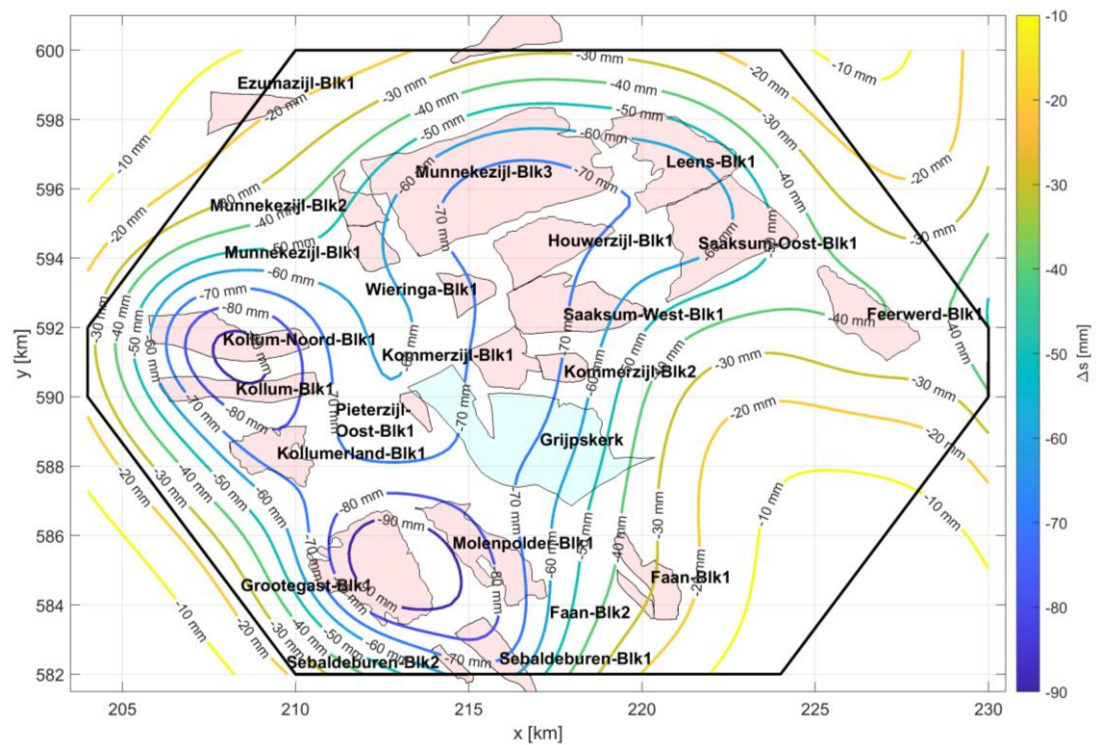 600
598
596
594
592
590
588
586
584
582
y [km]
205
210
215
220
225
230
x [km]
-10
-20
-30
-40
-50
-60
-70
-80
-90
Δs [mm]
Ezumazijl-Blk1
Munnekezijl-Blk3
Leens-Blk1
Munnekezijl-Blk2
Munnekezijl-Blk1
Houwerzijl-Blk1
Saaksum-Oost-Blk1
Wieringa-Blk1
Saaksum-West-Blk1
Feerwerd-Blk1
Kollum-Noord-Blk1
Kommerzijl-Blk1
Kommerzijl-Blk2
Kollum-Blk1
Pieterzijl-
Oost-Blk1
Grijpskerk
Kollumerland-Blk1
Molenpolder-Blk1
Grootegast-Blk1
Faan-Blk1
Faan-Blk2
Sebaldeburen-Blk2
Sebaldeburen-Blk1
-10 mm
-20 mm
-30 mm
-40 mm
-50 mm
-60 mm
-70 mm
-80 mm
-90 mm